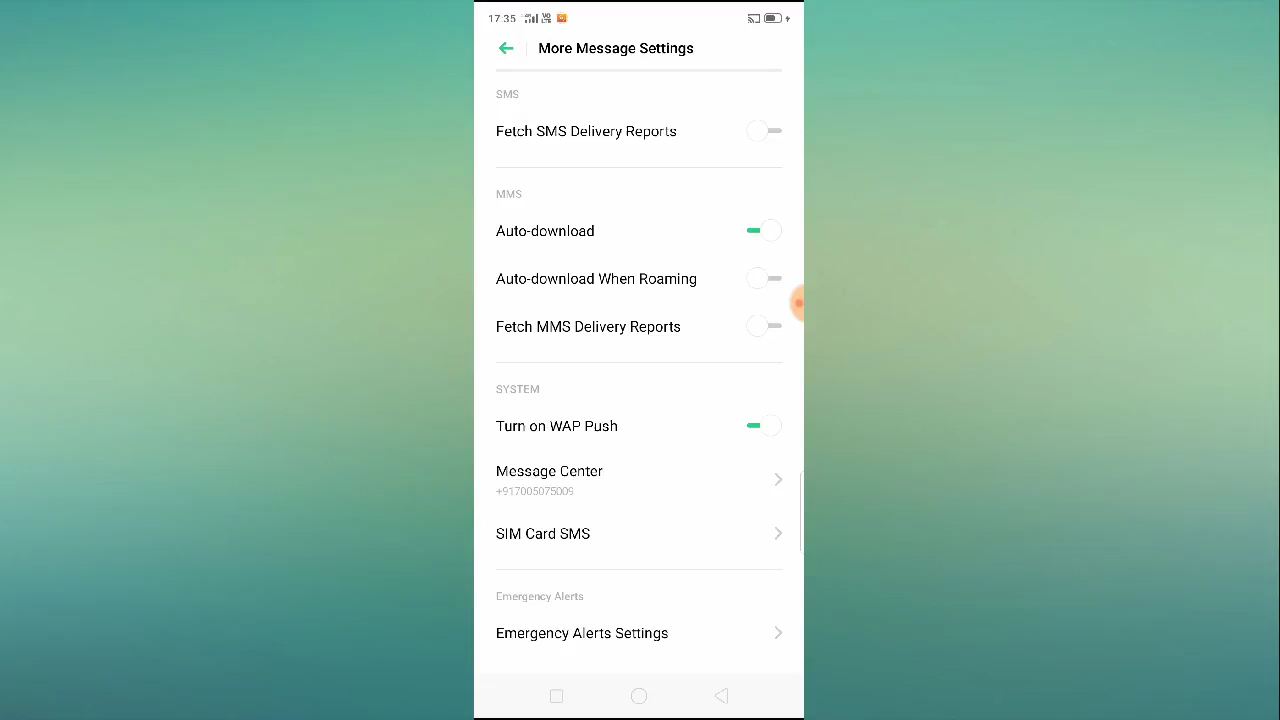 17:35
More Message Settings
SMS
Fetch SMS Delivery Reports
MMS
Auto-download
Auto-download When Roaming
Fetch MMS Delivery Reports
SYSTEM
Turn on WAP Push
Message Center
+917005075009
SIM Card SMS
Emergency Alerts
Emergency Alerts Settings